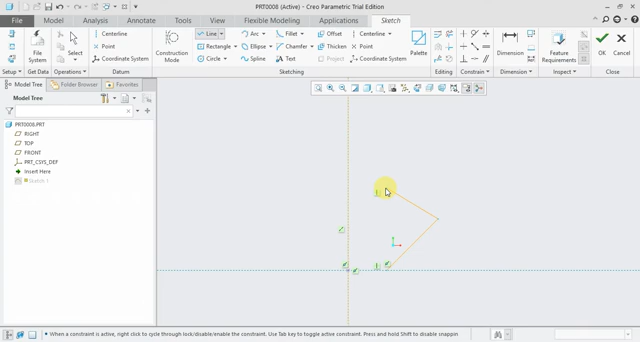 PRT0008 (Active) - Creo Parametric Trial Edition
File Model Analysis Annotate Tools View Flexible Modeling Applications Sketch
File System
Select
Centerline
Point
Coordinate System
Construction Mode
Line Arc Fillet Offset Centerline
Rectangle Ellipse Chamfer Thicken Point
Circle Spline Text Project Coordinate System
Palette
Dimension
Feature Requirements
OK Cancel
Setup Get Data Operations Datum Sketching Editing Constrain Dimension Inspect Close
Model Tree Folder Browser Favorites
Model Tree
PRT0008.PRT
RIGHT
TOP
FRONT
PRT_CSYS_DEF
Insert Here
Sketch 1
When a constraint is active, right click to cycle through lock/disable/enable the constraint. Use Tab key to toggle active constraint. Press and hold Shift to disable snappin